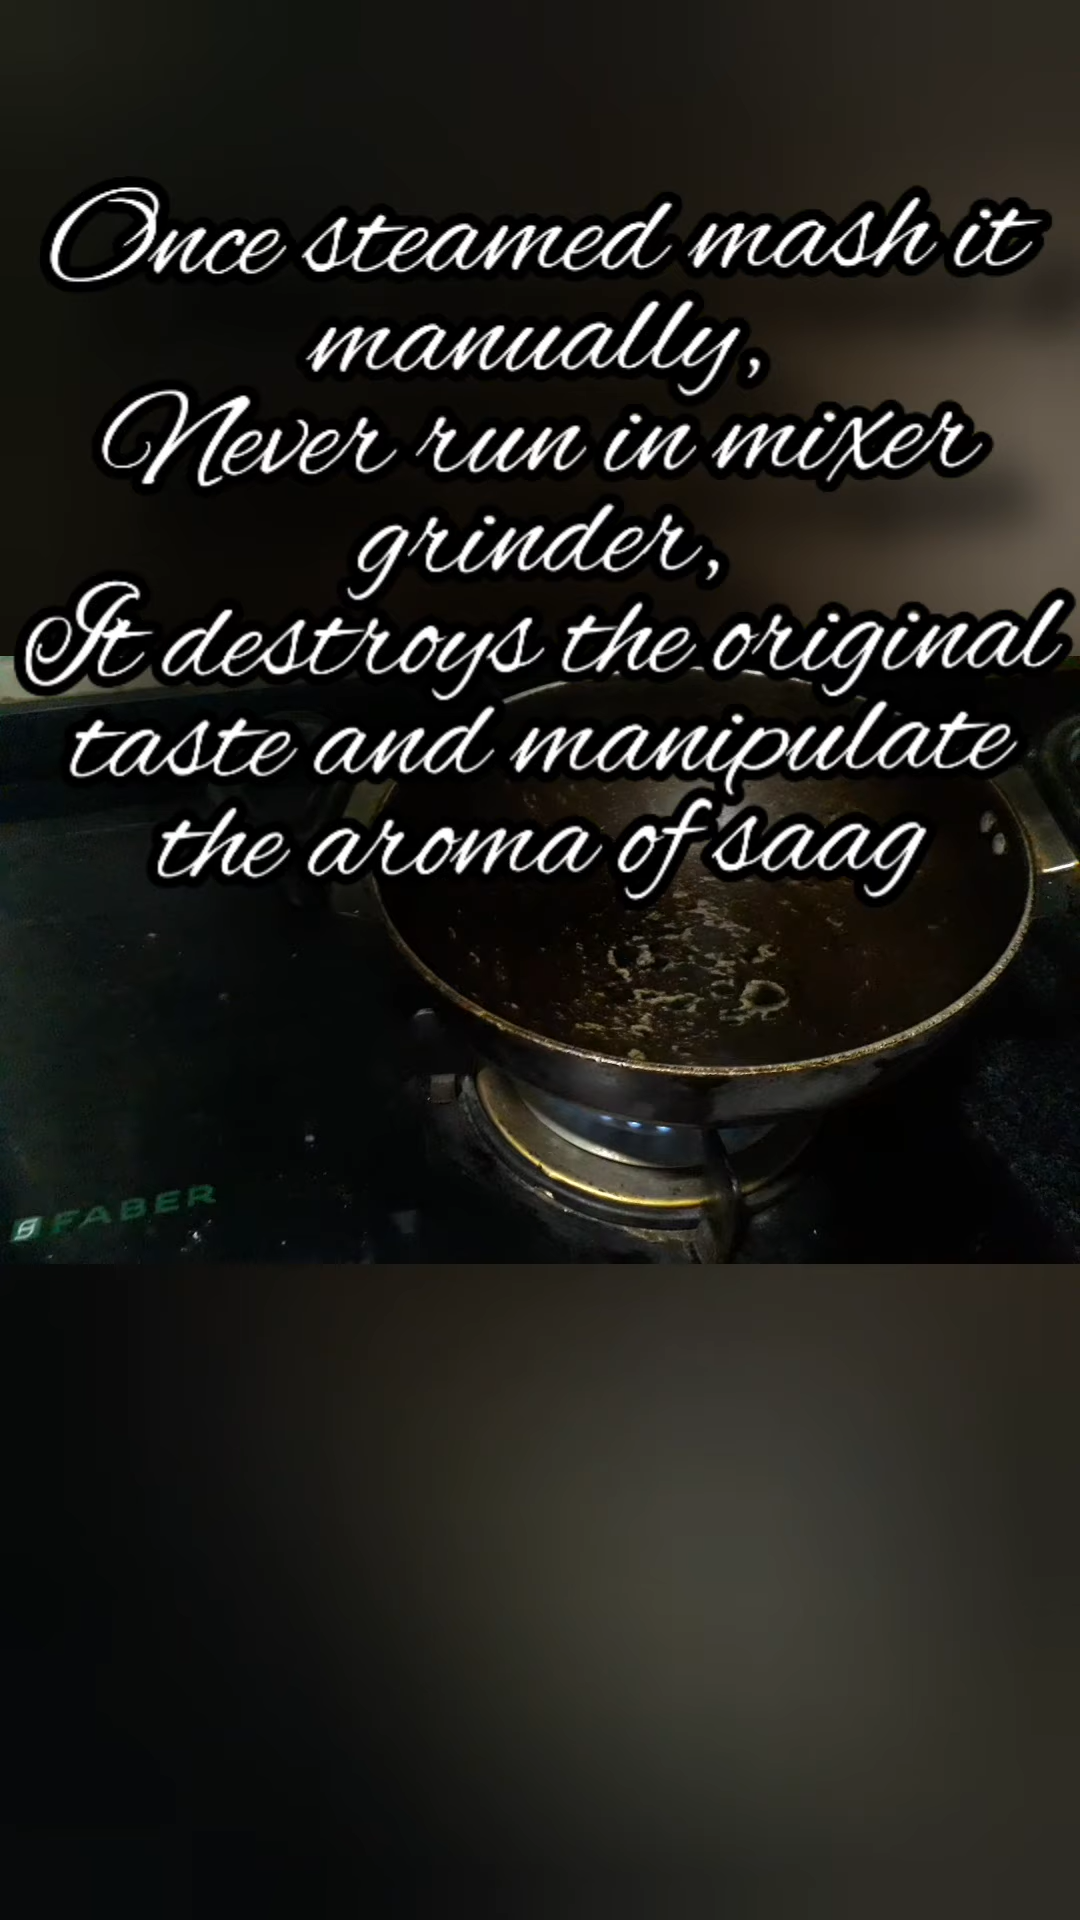 Once steamed mash it
manually,
Never run in mixer
grinder,
It destroys the original
taste and manipulate
the aroma of saag
FABER